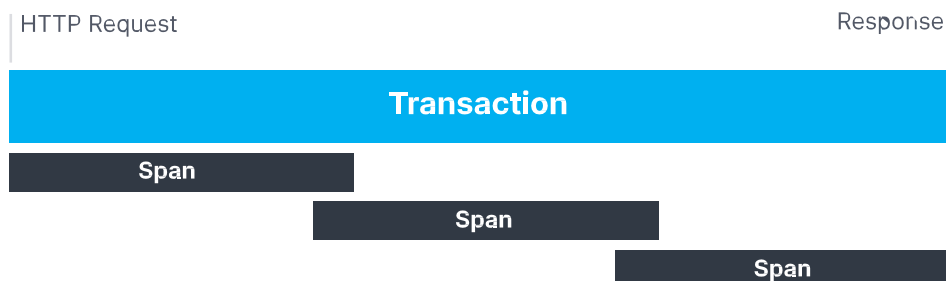 HTTP Request
Response
Transaction
Span
Span
Span